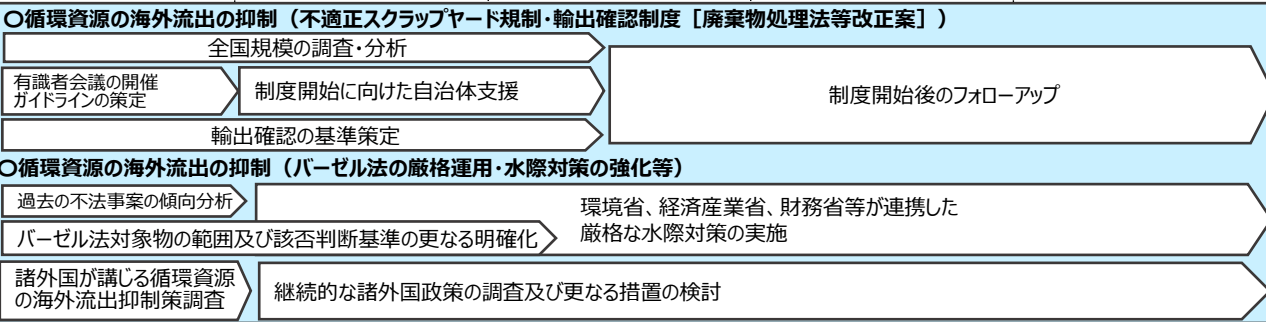 〇循環資源の海外流出の抑制（不適正スクラップヤード規制・輸出確認制度［廃棄物処理法等改正案］）
全国規模の調査・分析
有識者会議の開催
ガイドラインの策定
制度開始に向けた自治体支援
制度開始後のフォローアップ
輸出確認の基準策定
〇循環資源の海外流出の抑制（バーゼル法の厳格運用・水際対策の強化等）
過去の不法事案の傾向分析
環境省、経済産業省、財務省等が連携した
厳格な水際対策の実施
バーゼル法対象物の範囲及び該否判断基準の更なる明確化
諸外国が講じる循環資源
の海外流出抑制策調査
継続的な諸外国政策の調査及び更なる措置の検討